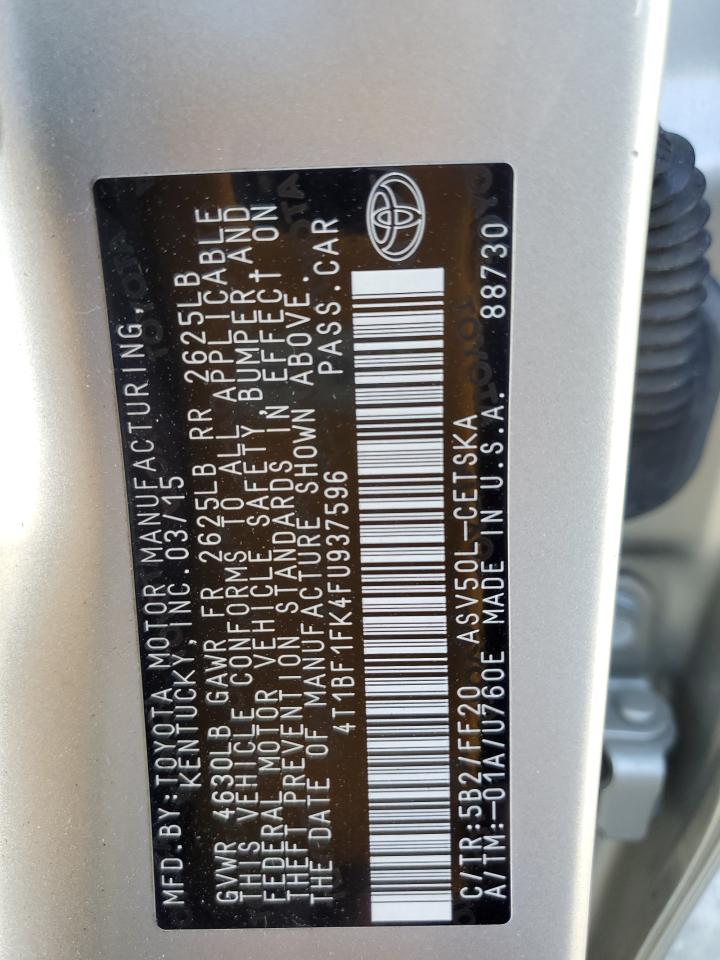 MFD.BY:TOYOTA MOTOR MANUFACTURING,
KENTUCKY, INC.03/15
GVWR 4630LB GAWR FR 2625LB RR 2625LB
THIS VEHICLE CONFORMS TO ALL APPLICABLE
FEDERAL MOTOR VEHICLE SAFETY, BUMPER, AND
THEFT PREVENTION STANDARDS IN EFFECT ON
THE DATE OF MANUFACTURE SHOWN ABOVE.
4T1BF1FK4FU937596 PASS.CAR
C/TR:5B2/FF20 ASV50L-CETSKA
A/TM:-01A/U760E MADE IN U.S.A. 88730